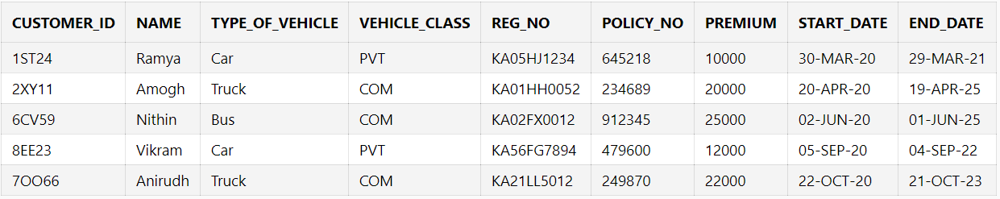 CUSTOMER_ID NAME TYPE_OF_VEHICLE VEHICLE_CLASS REG_NO POLICY_NO PREMIUM START_DATE END_DATE
1ST24 Ramya Car PVT KA05HJ1234 645218 10000 30-MAR-20 29-MAR-21
2XY11 Amogh Truck COM KA01HH0052 234689 20000 20-APR-20 19-APR-25
6CV59 Nithin Bus COM KA02FX0012 912345 25000 02-JUN-20 01-JUN-25
8EE23 Vikram Car PVT KA56FG7894 479600 12000 05-SEP-20 04-SEP-22
7OO66 Anirudh Truck COM KA21LL5012 249870 22000 22-OCT-20 21-OCT-23